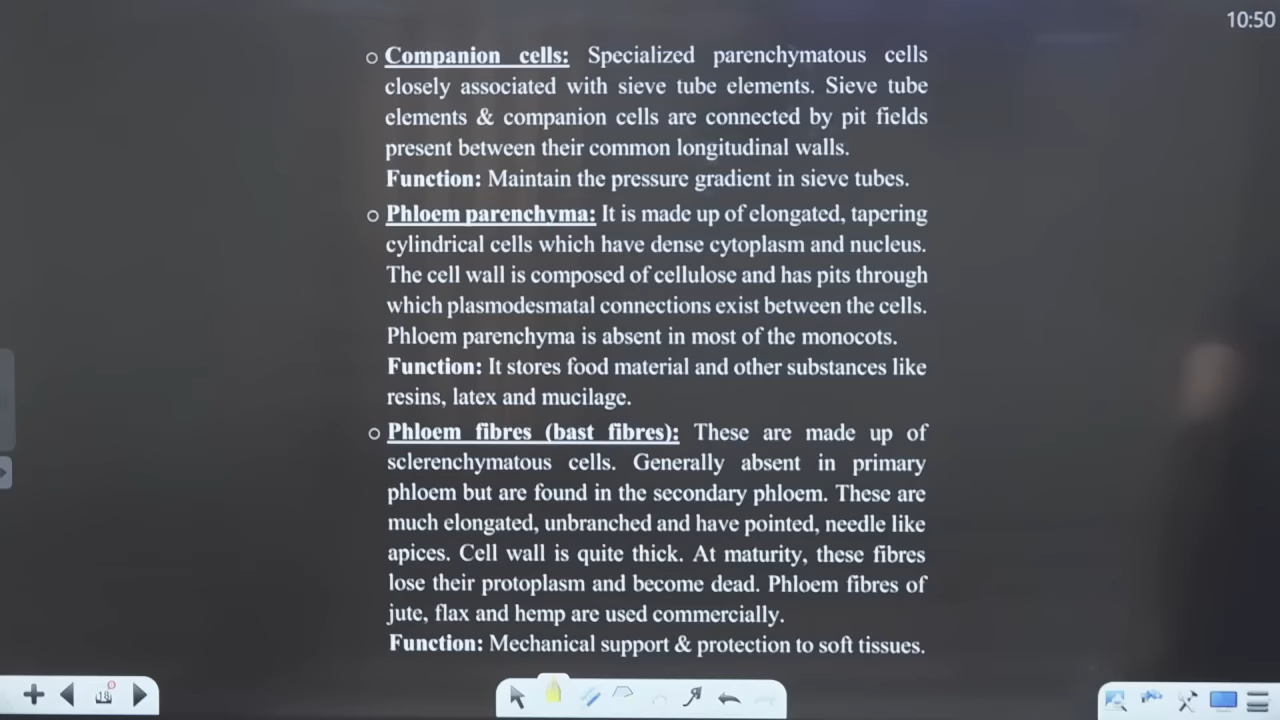 10:50
○ Companion cells: Specialized parenchymatous cells
closely associated with sieve tube elements. Sieve tube
elements & companion cells are connected by pit fields
present between their common longitudinal walls.
Function: Maintain the pressure gradient in sieve tubes.
○ Phloem parenchyma: It is made up of elongated, tapering
cylindrical cells which have dense cytoplasm and nucleus.
The cell wall is composed of cellulose and has pits through
which plasmodesmatal connections exist between the cells.
Phloem parenchyma is absent in most of the monocots.
Function: It stores food material and other substances like
resins, latex and mucilage.
○ Phloem fibres (bast fibres): These are made up of
sclerenchymatous cells. Generally absent in primary
phloem but are found in the secondary phloem. These are
much elongated, unbranched and have pointed, needle like
apices. Cell wall is quite thick. At maturity, these fibres
lose their protoplasm and become dead. Phloem fibres of
jute, flax and hemp are used commercially.
Function: Mechanical support & protection to soft tissues.
18